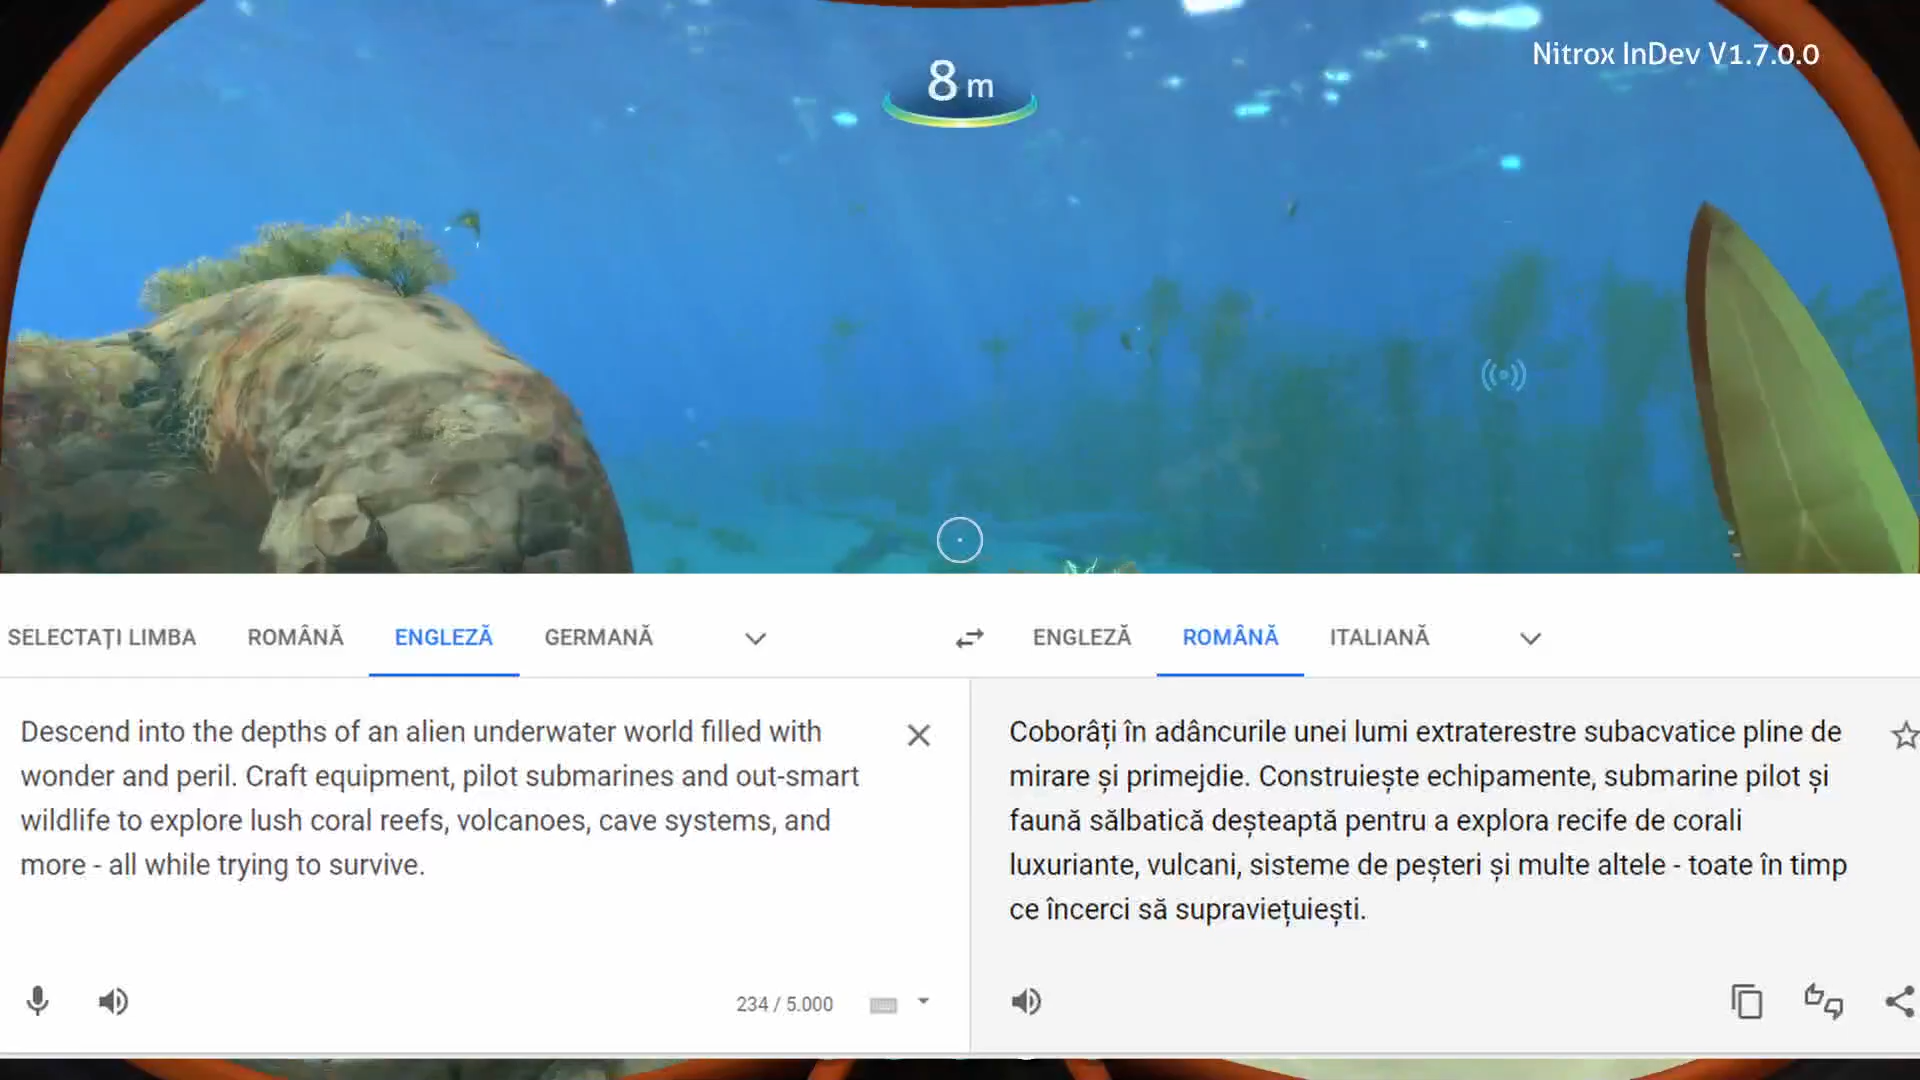 8 m
Nitrox InDev V1.7.0.0
SELECTAȚI LIMBA ROMÂNĂ ENGLEZĂ GERMANĂ ENGLEZĂ ROMÂNĂ ITALIANĂ
Descend into the depths of an alien underwater world filled with
wonder and peril. Craft equipment, pilot submarines and out-smart
wildlife to explore lush coral reefs, volcanoes, cave systems, and
more - all while trying to survive.
234 / 5.000
Coborâți în adâncurile unei lumi extraterestre subacvatice pline de
mirare și primejdie. Construiește echipamente, submarine pilot și
faună sălbatică deșteaptă pentru a explora recife de corali
luxuriante, vulcani, sisteme de peșteri și multe altele - toate în timp
ce încerci să supraviețuiești.